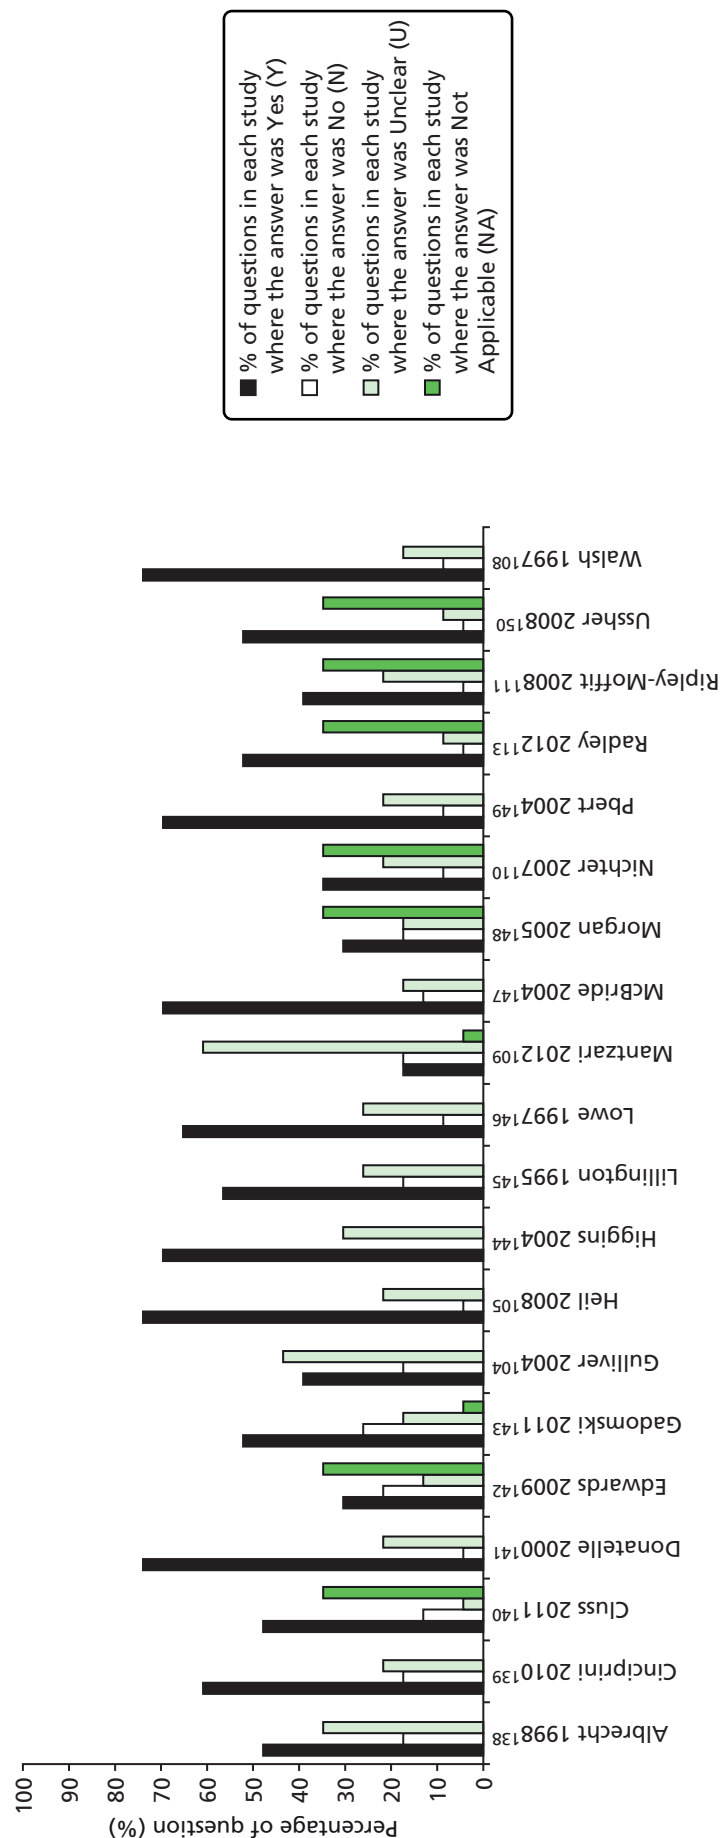 % of questions in each study
where the answer was Yes (Y)
% of questions in each study
where the answer was No (N)
% of questions in each study
where the answer was Unclear (U)
% of questions in each study
where the answer was Not
Applicable (NA)
Percentage of question (%)
100
90
80
70
60
50
40
30
20
10
0
Albrecht 1998138
Cinciprini 2010139
Cluss 2011140
Donatelle 2000141
Edwards 2009142
Gadomski 2011143
Gulliver 2004104
Heil 2008105
Higgins 2004144
Lillington 1995145
Lowe 1997146
Mantzari 2012109
McBride 2004147
Morgan 2005148
Nichter 2007110
Pbert 2004149
Radley 2012113
Ripley-Moffit 2008111
Ussher 2008150
Walsh 1997108